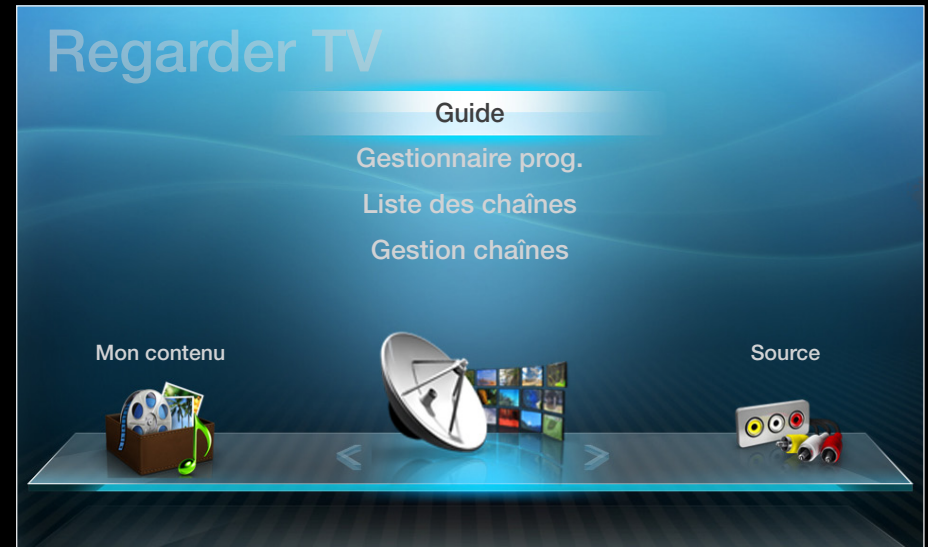 Regarder TV
Guide
Gestionnaire prog.
Liste des chaînes
Gestion chaînes
Mon contenu
Source